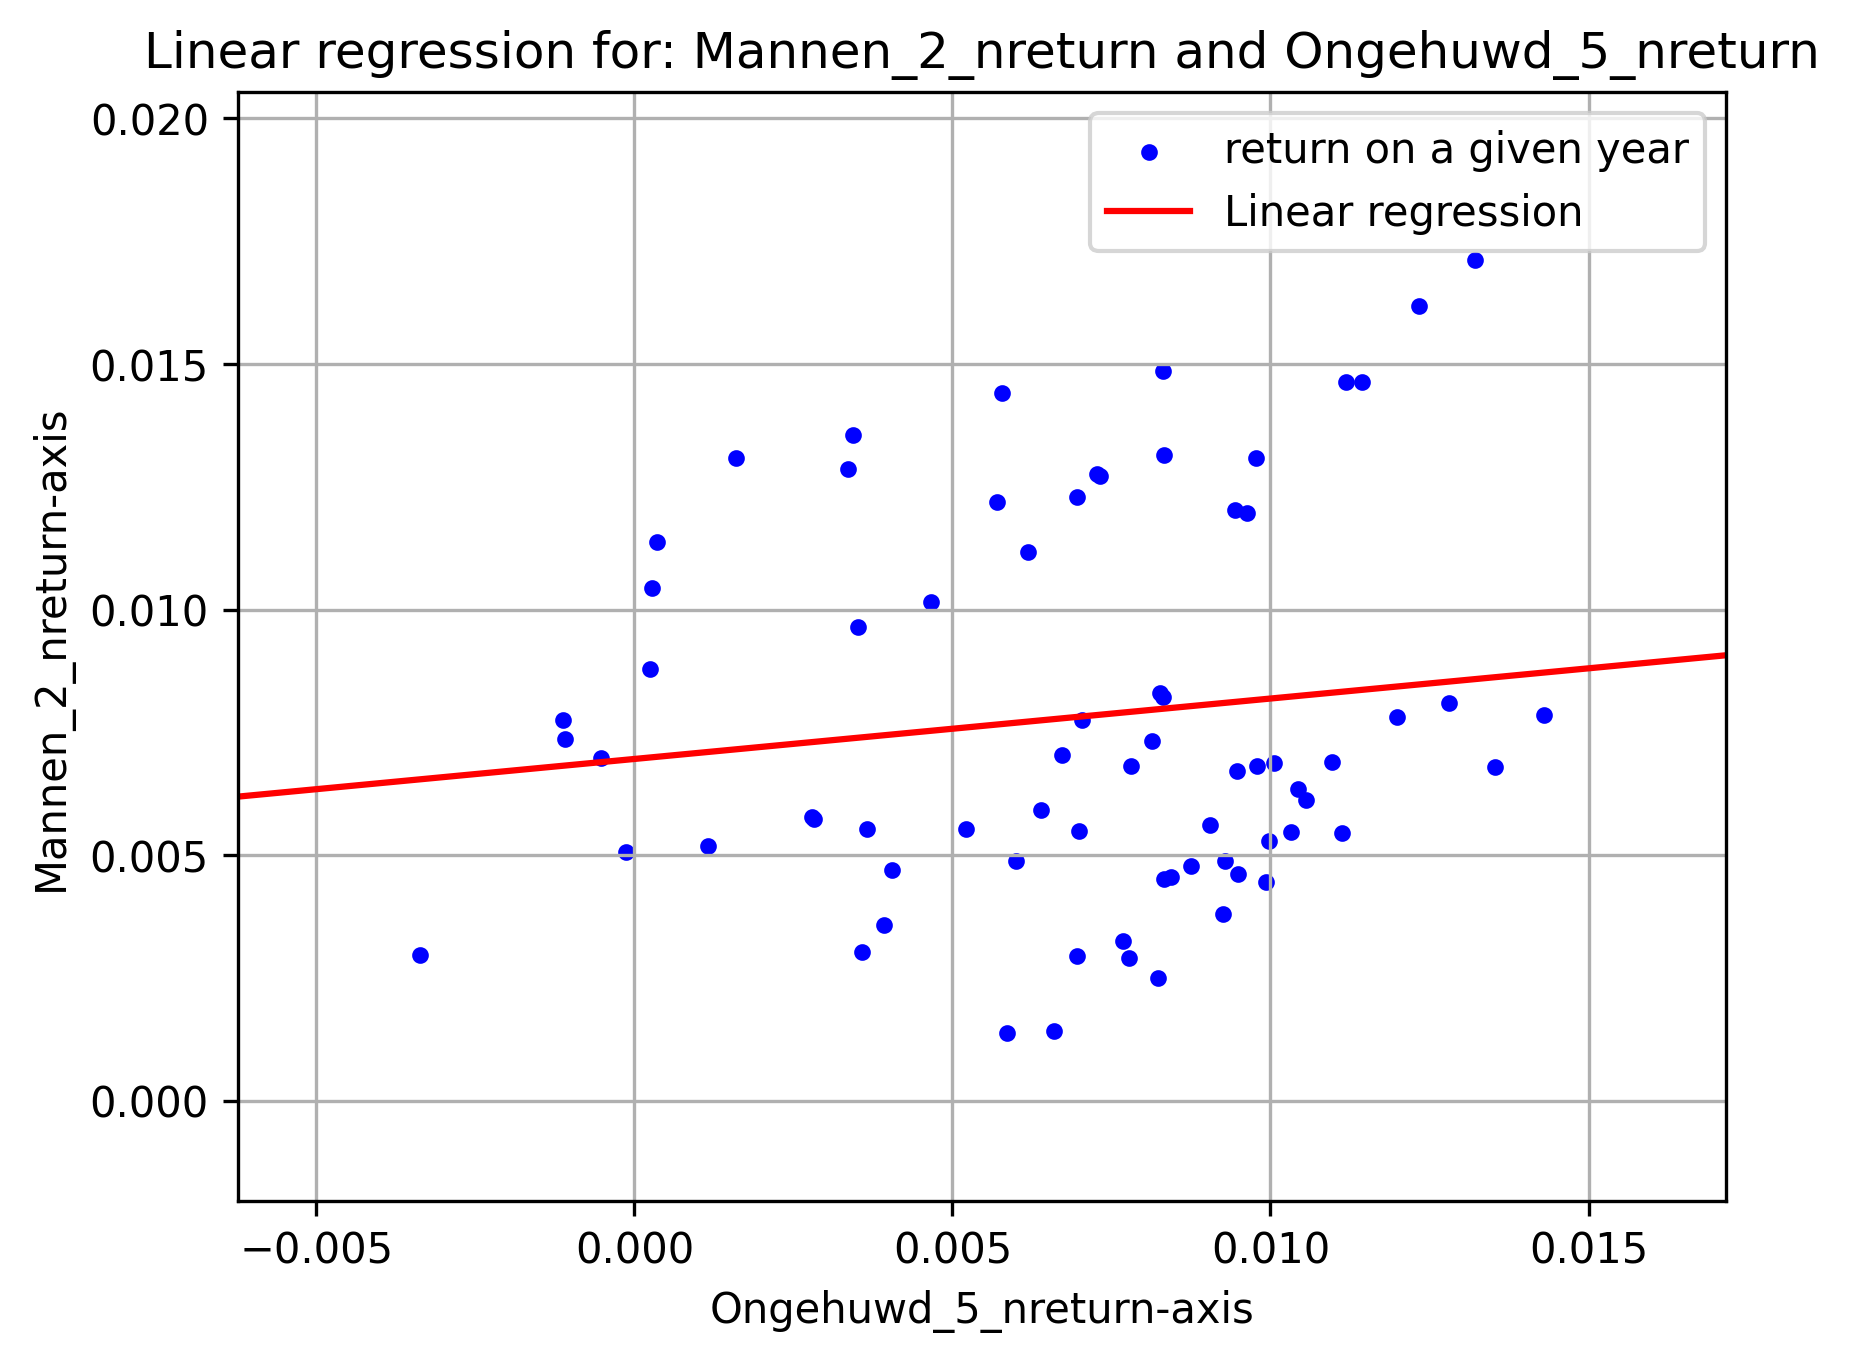 Linear regression for: Mannen_2_nreturn and Ongehuwd_5_nreturn
return on a given year
Linear regression
0.020
0.015
0.010
0.005
0.000
Mannen_2_nreturn-axis
−0.005 0.000 0.005 0.010 0.015
Ongehuwd_5_nreturn-axis